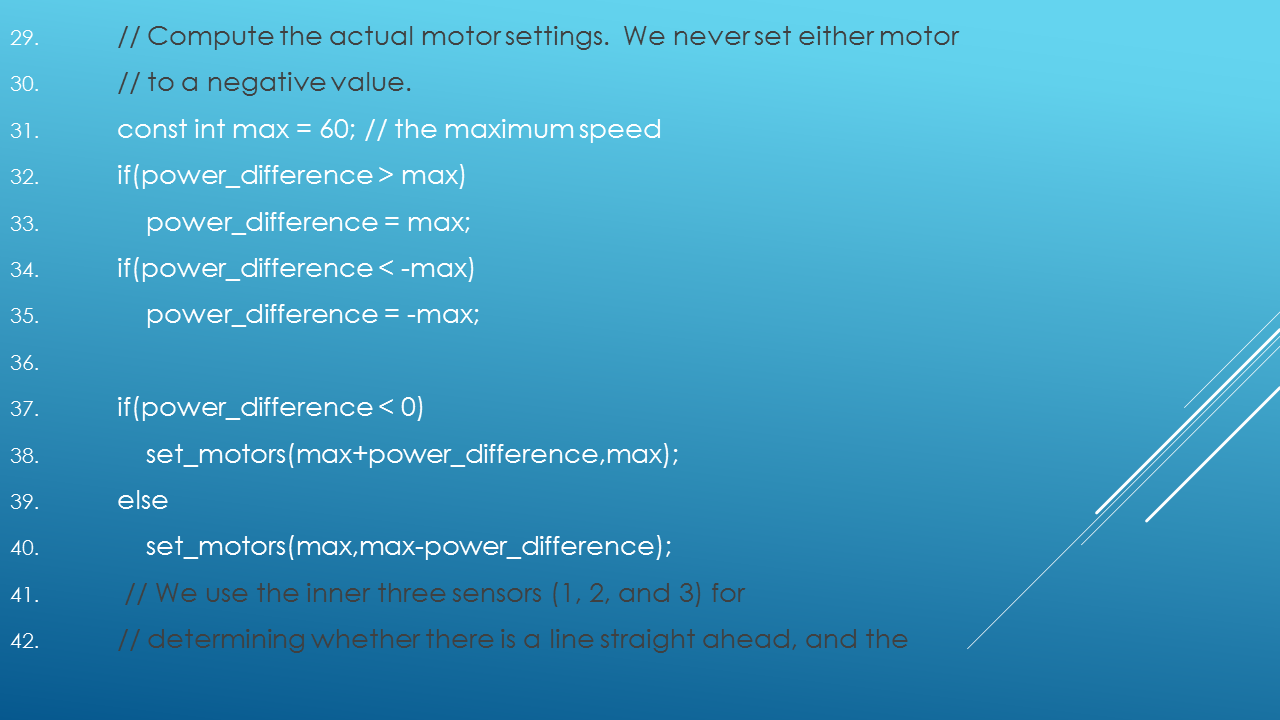 29. // Compute the actual motor settings.  We never set either motor
30. // to a negative value.
31. const int max = 60; // the maximum speed
32. if(power_difference > max)
33. power_difference = max;
34. if(power_difference < -max)
35. power_difference = -max;
36.
37. if(power_difference < 0)
38. set_motors(max+power_difference,max);
39. else
40. set_motors(max,max-power_difference);
41. // We use the inner three sensors (1, 2, and 3) for
42. // determining whether there is a line straight ahead, and the